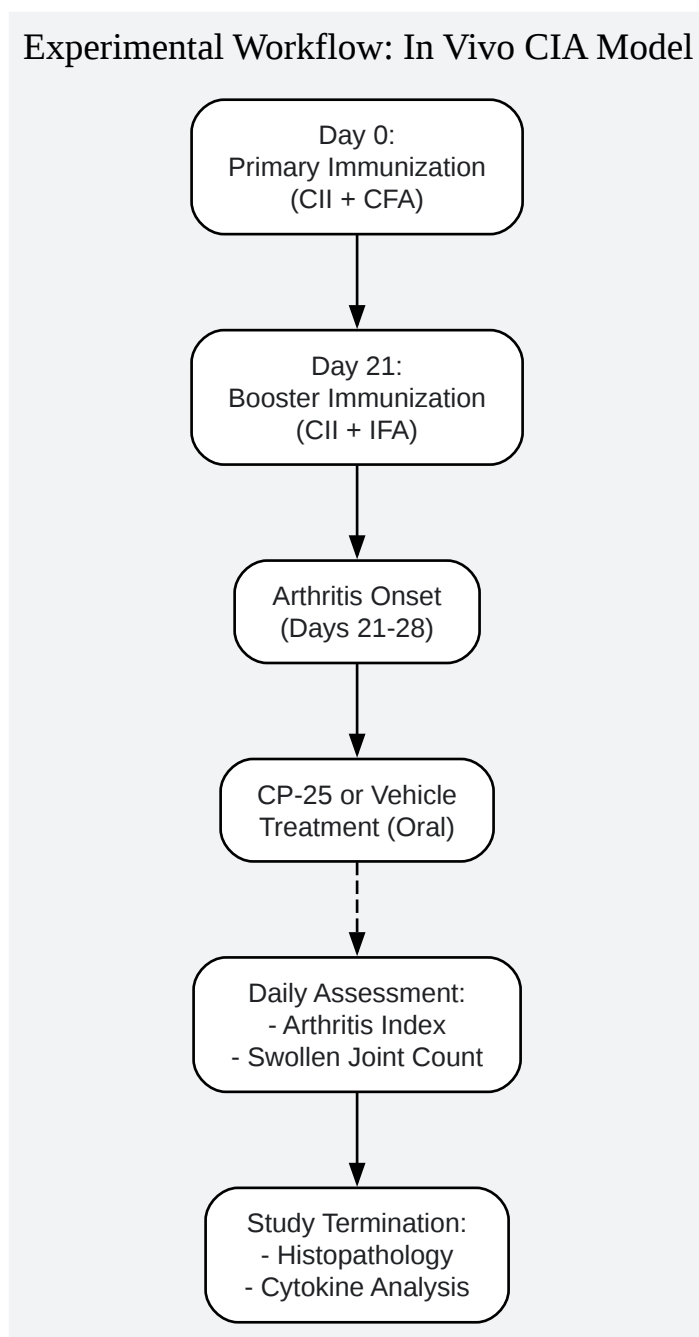 Experimental Workflow: In Vivo CIA Model
Day 0:
Primary Immunization
(CII + CFA)
Day 21:
Booster Immunization
(CII + IFA)
Arthritis Onset
(Days 21-28)
CP-25 or Vehicle
Treatment (Oral)
Daily Assessment:
- Arthritis Index
- Swollen Joint Count
Study Termination:
- Histopathology
- Cytokine Analysis